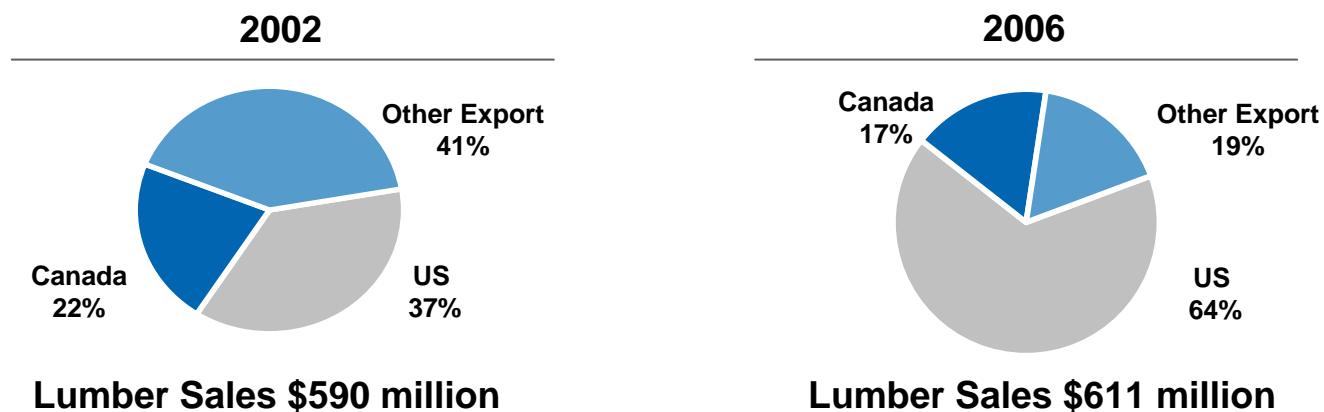 2002
Other Export
41%
Canada
22%
US
37%
Lumber Sales $590 million
2006
Canada
17%
Other Export
19%
US
64%
Lumber Sales $611 million